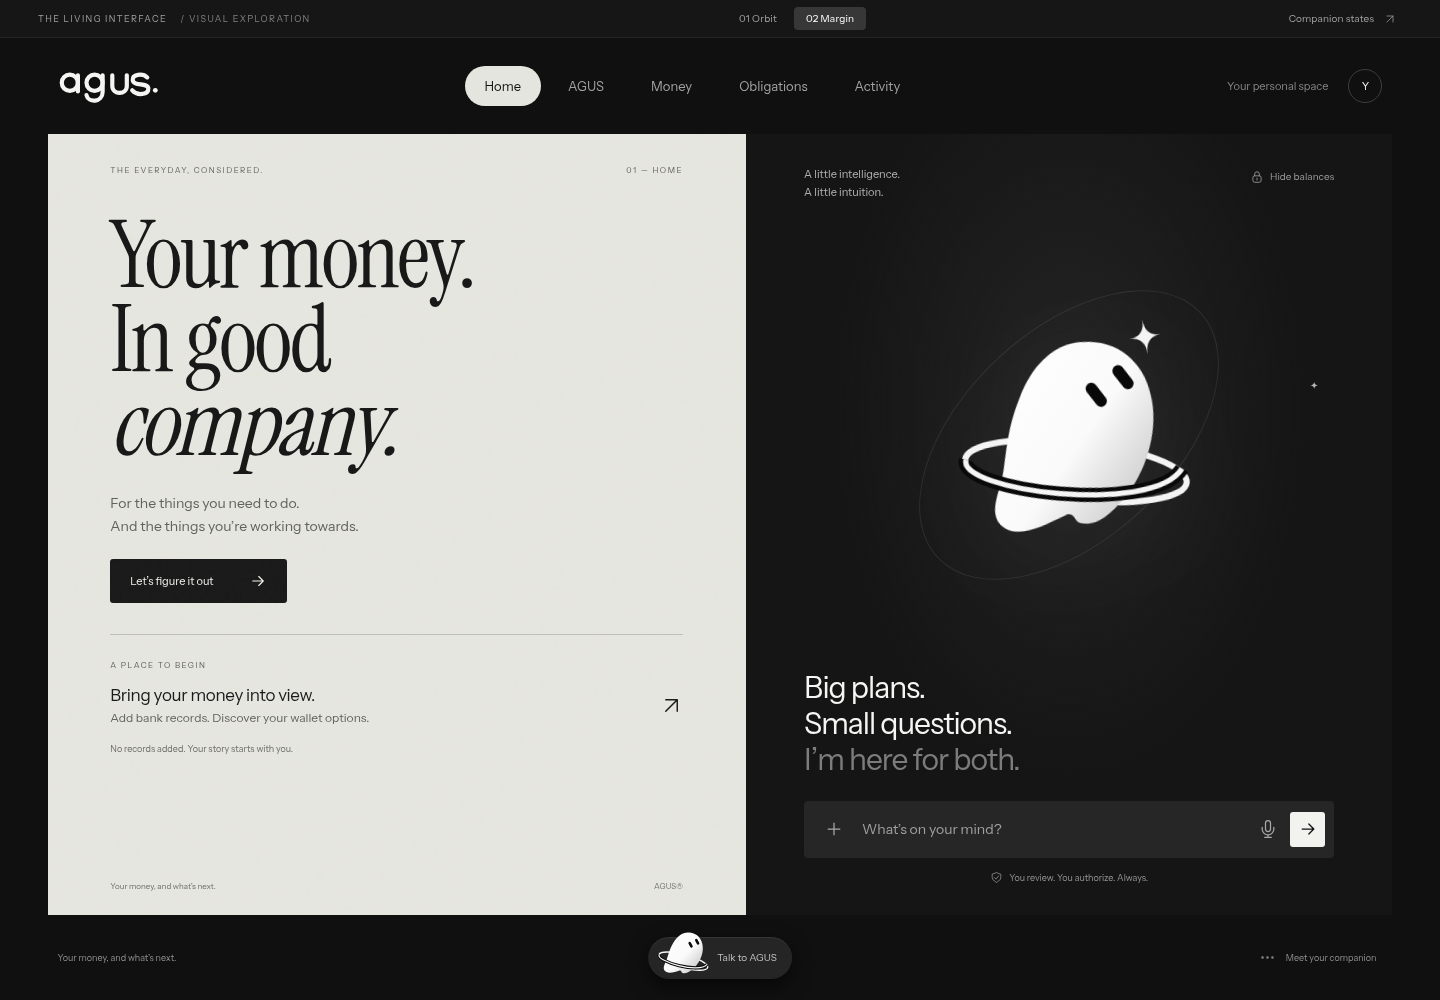 THE LIVING INTERFACE / VISUAL EXPLORATION
01 Orbit
02 Margin
Companion states
agus.
Home
AGUS
Money
Obligations
Activity
Your personal space
Y
THE EVERYDAY, CONSIDERED.
01 — HOME
Your money.
In good
company.
For the things you need to do.
And the things you're working towards.
Let's figure it out
A PLACE TO BEGIN
Bring your money into view.
Add bank records. Discover your wallet options.
No records added. Your story starts with you.
Your money, and what's next.
AGUS®
A little intelligence.
A little intuition.
Hide balances
Big plans.
Small questions.
I'm here for both.
What's on your mind?
You review. You authorize. Always.
Your money, and what's next.
Talk to AGUS
Meet your companion